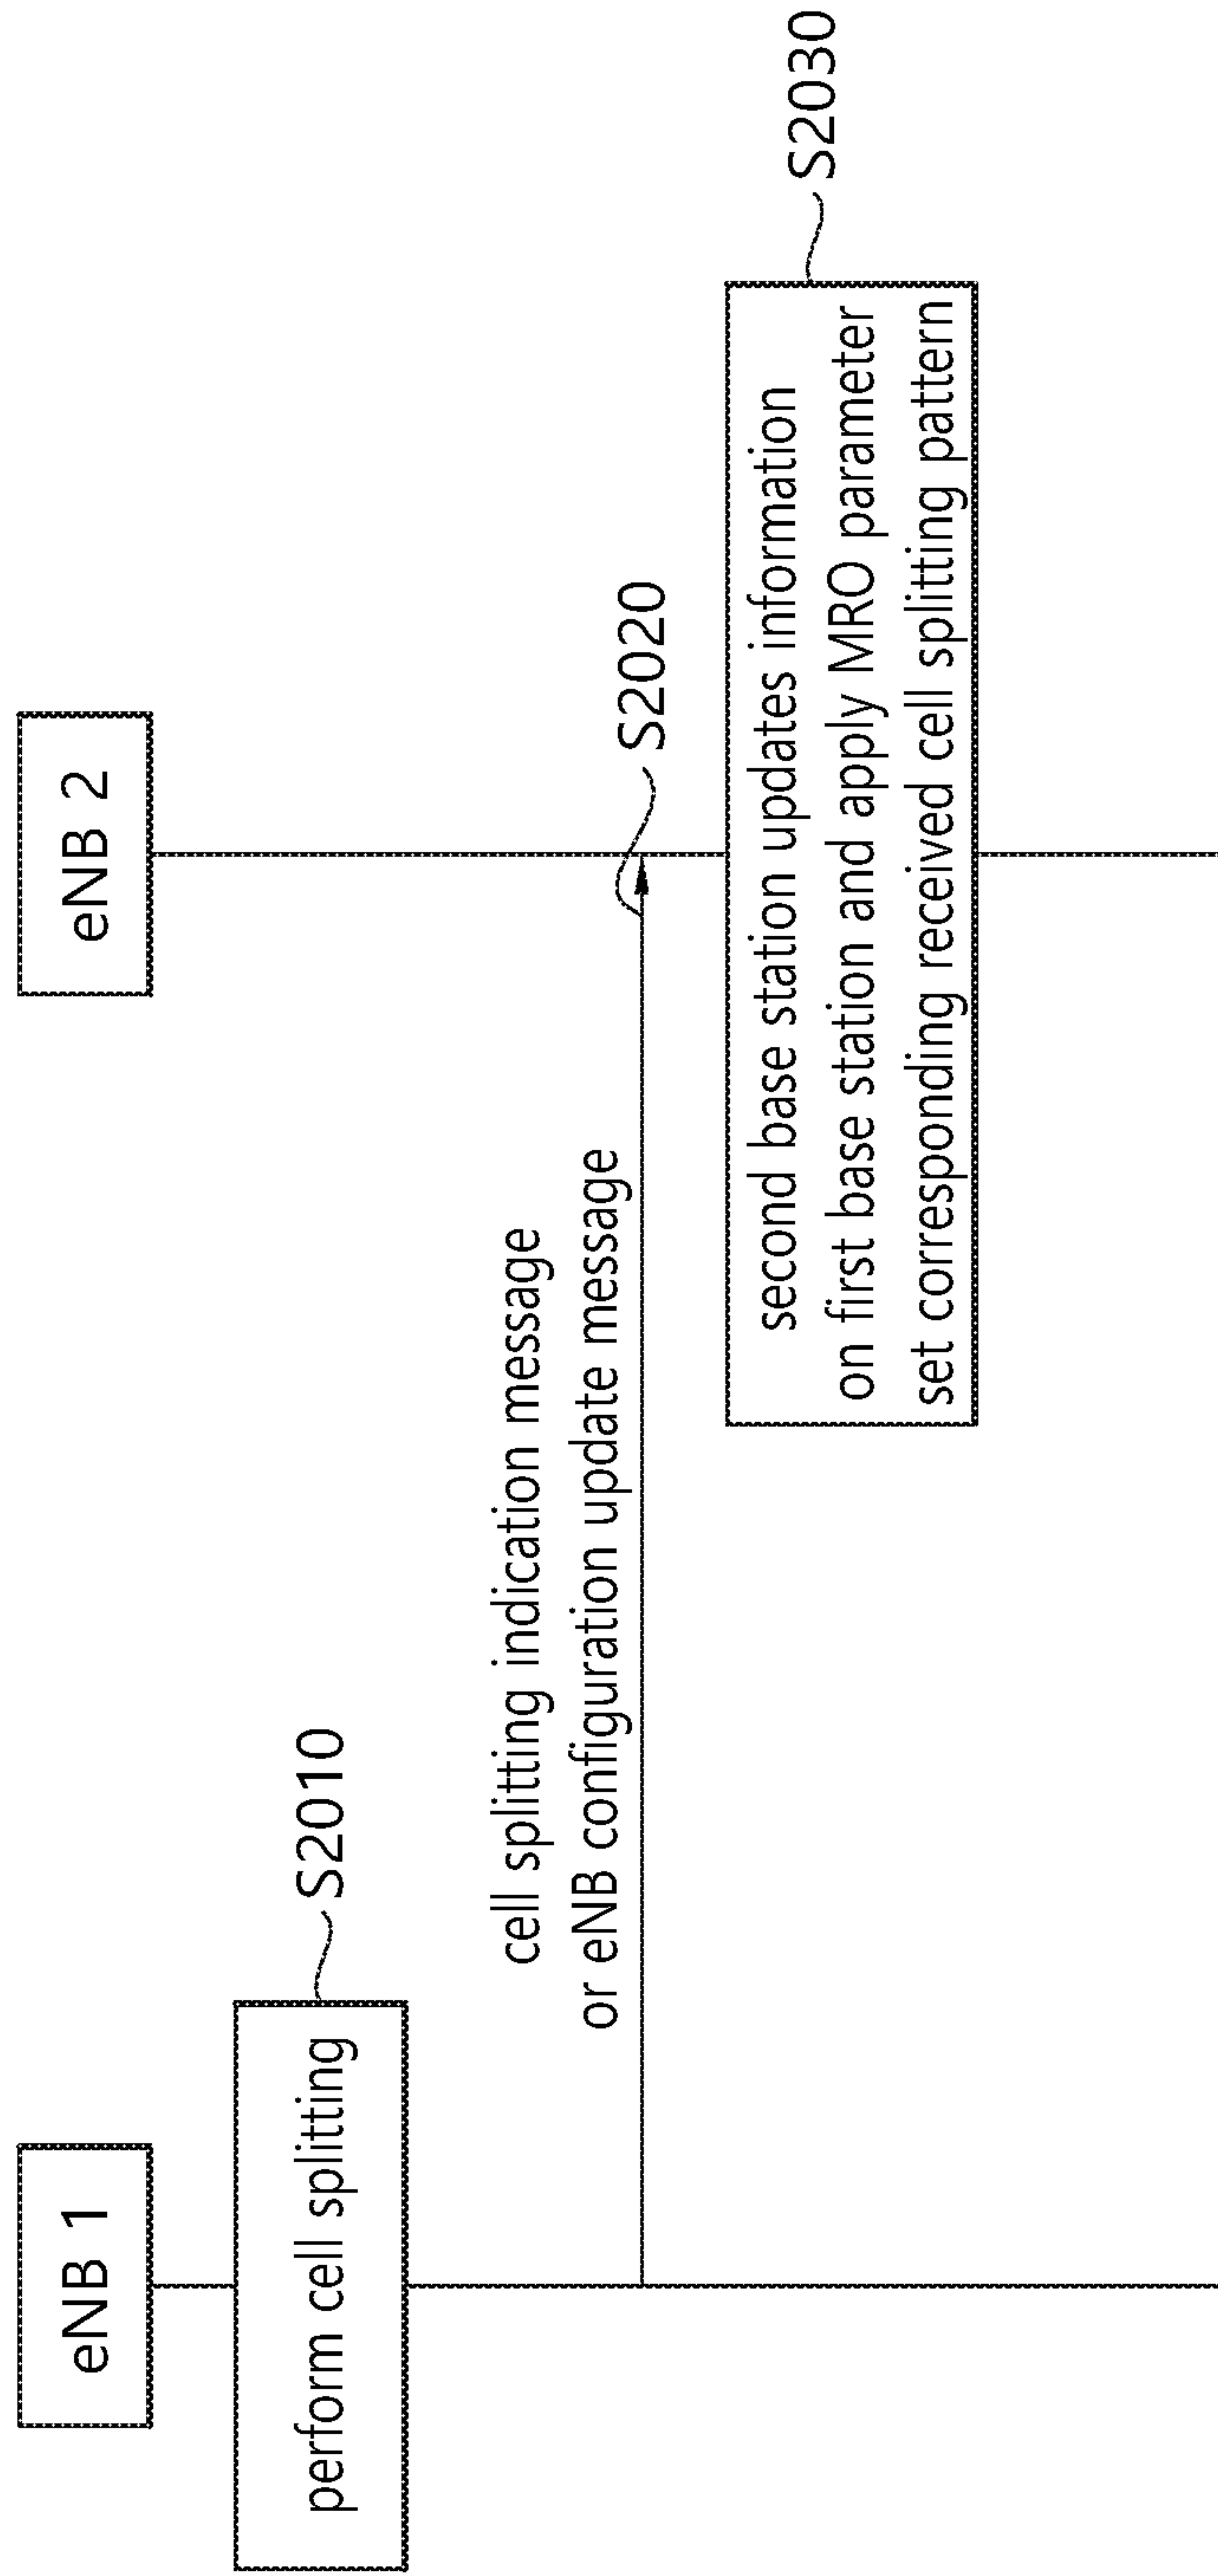 eNB 1
eNB 2
perform cell splitting
S2010
cell splitting indication message
or eNB configuration update message
S2020
second base station updates information
on first base station and apply MRO parameter
set corresponding received cell splitting pattern
S2030